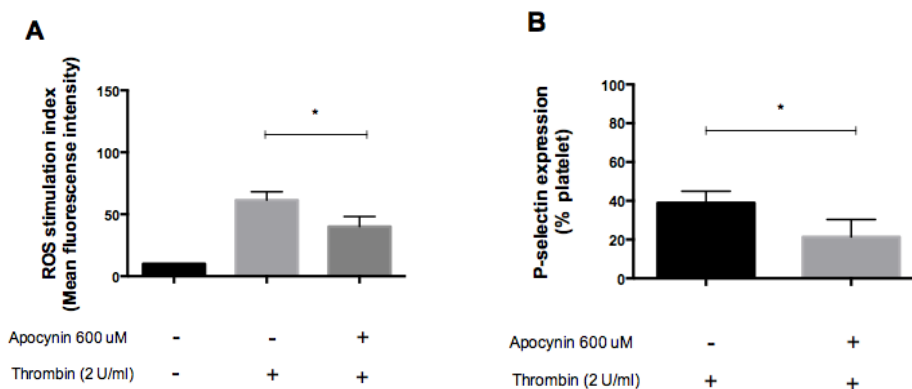 A
ROS stimulation index
(Mean fluorescense intensity)
150
100
50
0
*
Apocynin 600 uM - - +
Thrombin (2 U/ml) - + +
B
P-selectin expression
(% platelet)
100
80
60
40
20
0
*
Apocynin 600 uM - +
Thrombin (2 U/ml) + +